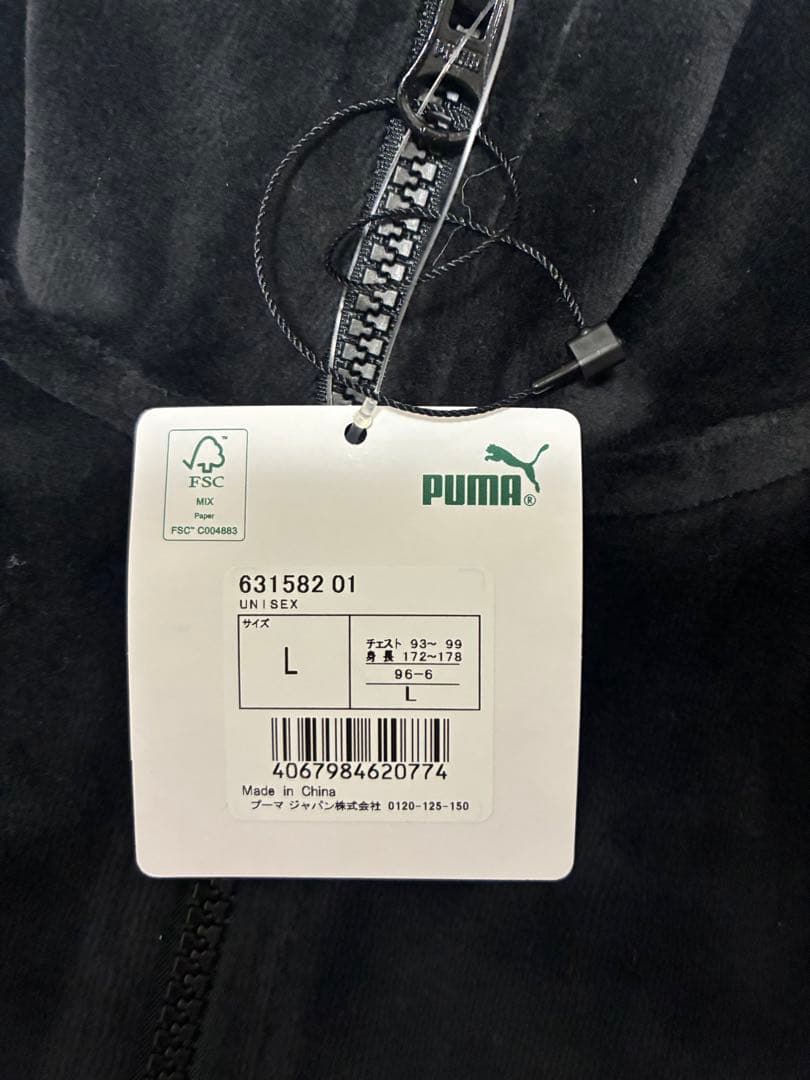 FSC™
MIX
Paper
FSC™ C004883
PUMA®
631582 01
UNISEX
サイズ
L
チェスト 93～ 99
身長 172～178
96-6
L
4067984620774
Made in China
プーマ ジャパン株式会社 0120-125-150